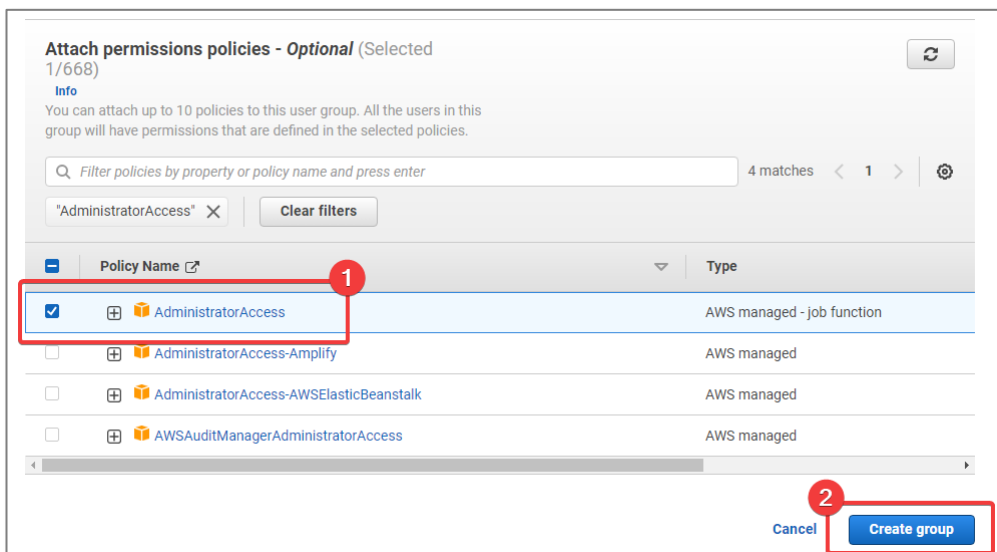 Attach permissions policies - Optional (Selected
1/668)
Info
You can attach up to 10 policies to this user group. All the users in this
group will have permissions that are defined in the selected policies.
Filter policies by property or policy name and press enter
4 matches
1
"AdministratorAccess"
Clear filters
Policy Name
Type
1
AdministratorAccess
AWS managed - job function
AdministratorAccess-Amplify
AWS managed
AdministratorAccess-AWSElasticBeanstalk
AWS managed
AWSAuditManagerAdministratorAccess
AWS managed
2
Cancel
Create group